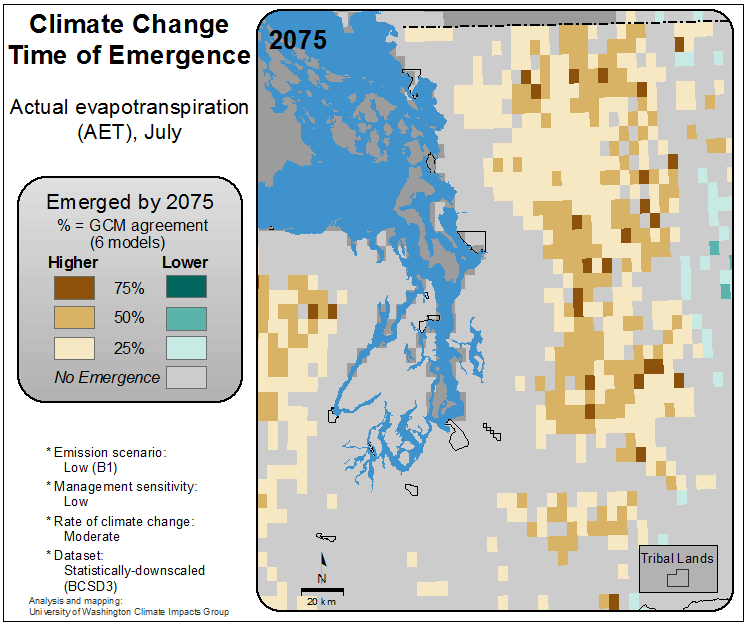 Climate Change
Time of Emergence
Actual evapotranspiration
(AET), July
Emerged by 2075
% = GCM agreement
(6 models)
Higher Lower
75%
50%
25%
No Emergence
* Emission scenario:
Low (B1)
* Management sensitivity:
Low
* Rate of climate change:
Moderate
* Dataset:
Statistically-downscaled
(BCSD3)
Analysis and mapping:
University of Washington Climate Impacts Group
2075
N
20 km
Tribal Lands